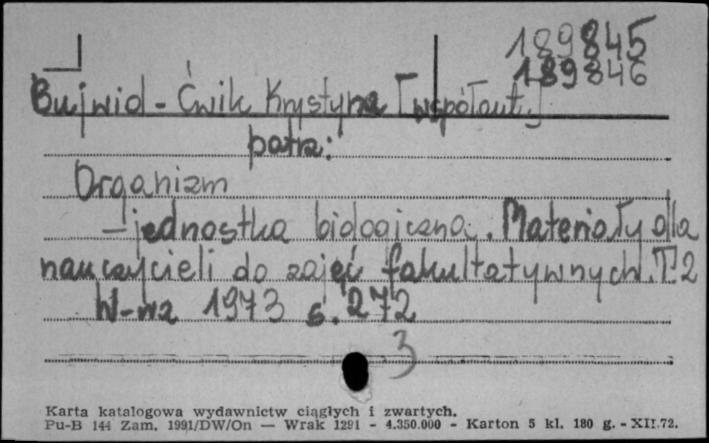 189845
189846
Bujwid - Ćwik Krystyna [współaut.]
patrz:
Organizm
- jednostka biologiczna. Materiały dla
nauczycieli do zajęć fakultatywnych. T. 2
W-wa 1973 s. 272
3
Karta katalogowa wydawnictw ciągłych i zwartych.
Pu-B 144 Zam. 1991/DW/On — Wrak 1291 - 4.350.000 - Karton 5 kl. 180 g. - XII.72.